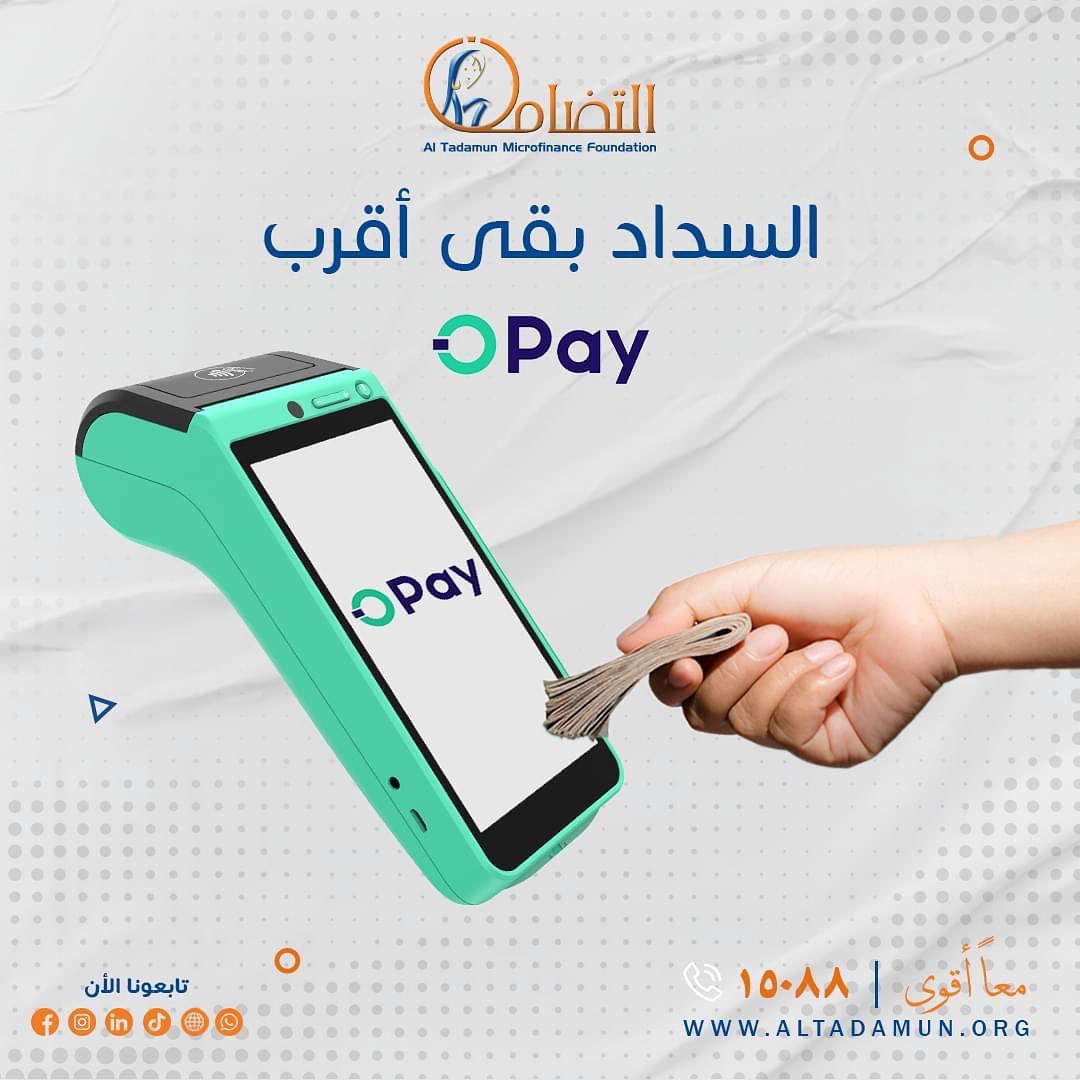 التضامن
Al Tadamun Microfinance Foundation
السداد بقى أقرب
OPay
OPay
تابعونا الأن
معاً أقوى | ١٥٠٨٨
WWW.ALTADAMUN.ORG